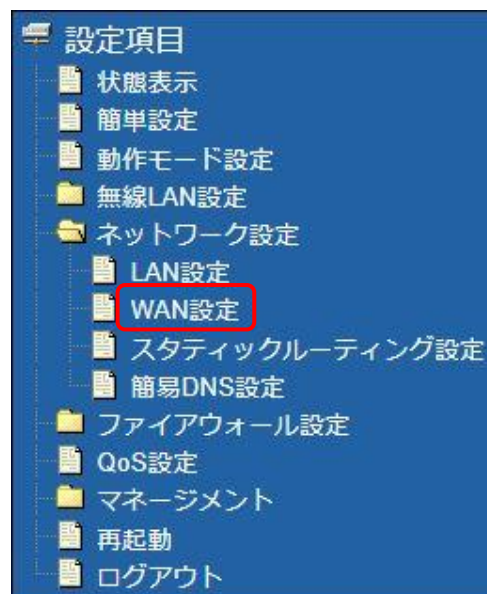 設定項目
状態表示
簡単設定
動作モード設定
無線LAN設定
ネットワーク設定
LAN設定
WAN設定
スタティックルーティング設定
簡易DNS設定
ファイアウォール設定
QoS設定
マネージメント
再起動
ログアウト